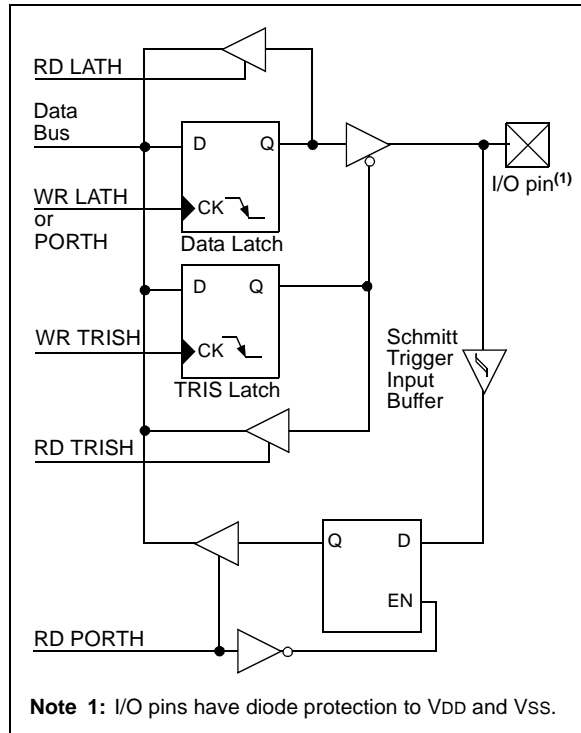 RD LATH
Data
Bus
D Q
I/O pin(1)
WR LATH
or
PORTH
CK
Data Latch
D Q
WR TRISH
CK
TRIS Latch
Schmitt
Trigger
Input
Buffer
RD TRISH
Q D
EN
RD PORTH
Note 1: I/O pins have diode protection to VDD and VSS.